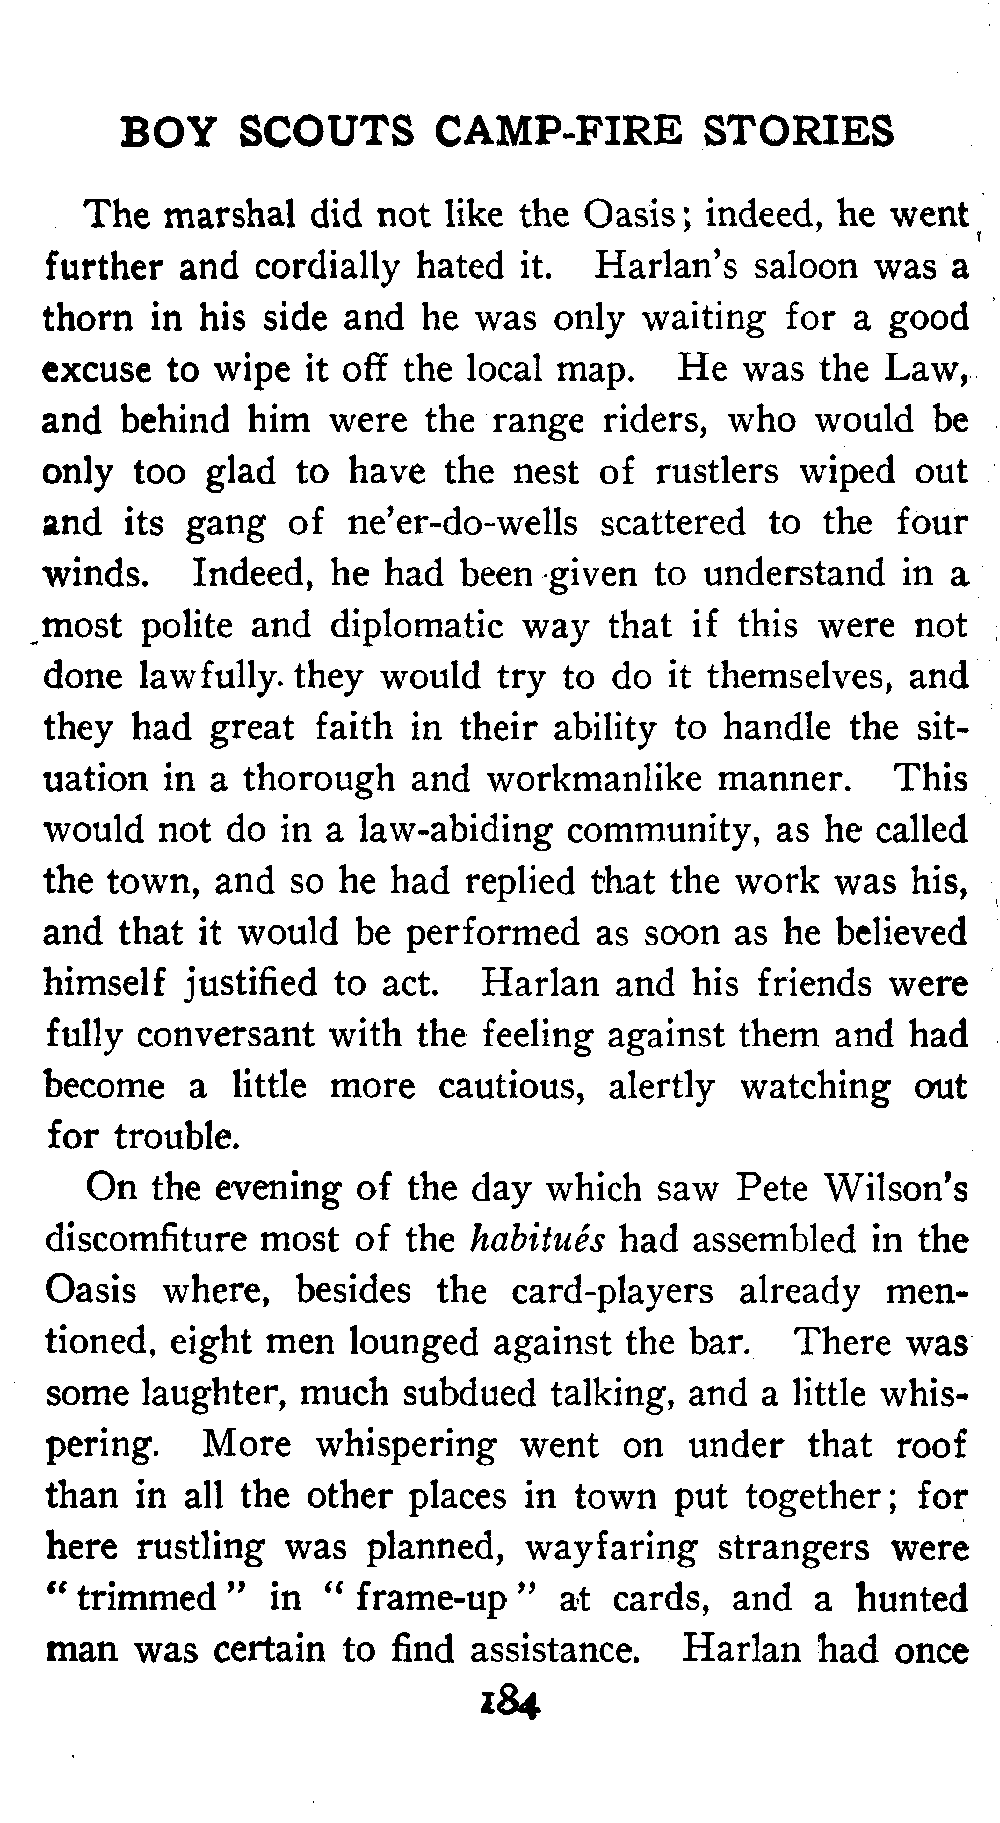 BOY SCOUTS CAMP-FIRE STORIES
The marshal did not like the Oasis; indeed, he went
further and cordially hated it. Harlan's saloon was a
thorn in his side and he was only waiting for a good
excuse to wipe it off the local map. He was the Law,
and behind him were the range riders, who would be
only too glad to have the nest of rustlers wiped out
and its gang of ne'er-do-wells scattered to the four
winds. Indeed, he had been given to understand in a
most polite and diplomatic way that if this were not
done lawfully. they would try to do it themselves, and
they had great faith in their ability to handle the sit-
uation in a thorough and workmanlike manner. This
would not do in a law-abiding community, as he called
the town, and so he had replied that the work was his,
and that it would be performed as soon as he believed
himself justified to act. Harlan and his friends were
fully conversant with the feeling against them and had
become a little more cautious, alertly watching out
for trouble.
On the evening of the day which saw Pete Wilson's
discomfiture most of the habitués had assembled in the
Oasis where, besides the card-players already men-
tioned, eight men lounged against the bar. There was
some laughter, much subdued talking, and a little whis-
pering. More whispering went on under that roof
than in all the other places in town put together; for
here rustling was planned, wayfaring strangers were
"trimmed" in "frame-up" at cards, and a hunted
man was certain to find assistance. Harlan had once
184